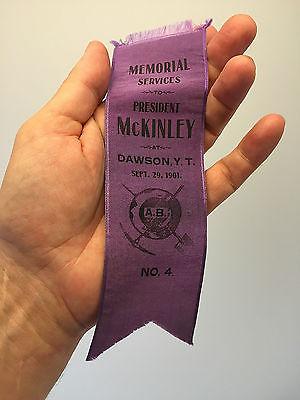 MEMORIAL
SERVICES
TO
PRESIDENT
McKINLEY
AT
DAWSON, Y. T.
SEPT. 29, 1901.
A.B.
NO. 4.